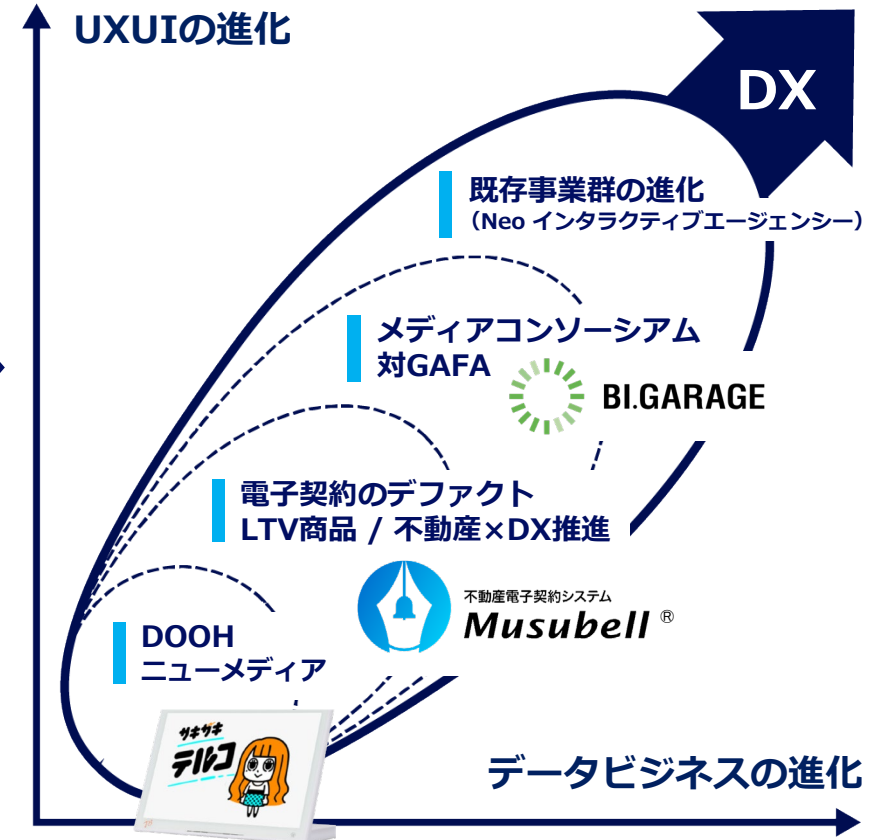 UXUIの進化
DX
既存事業群の進化
（Neo インタラクティブエージェンシー）
メディアコンソーシアム
対GAFA
BI.GARAGE
電子契約のデファクト
LTV商品 / 不動産×DX推進
不動産電子契約システム
Musubell ®
DOOH
ニューメディア
サキザキ
テルコ
データビジネスの進化